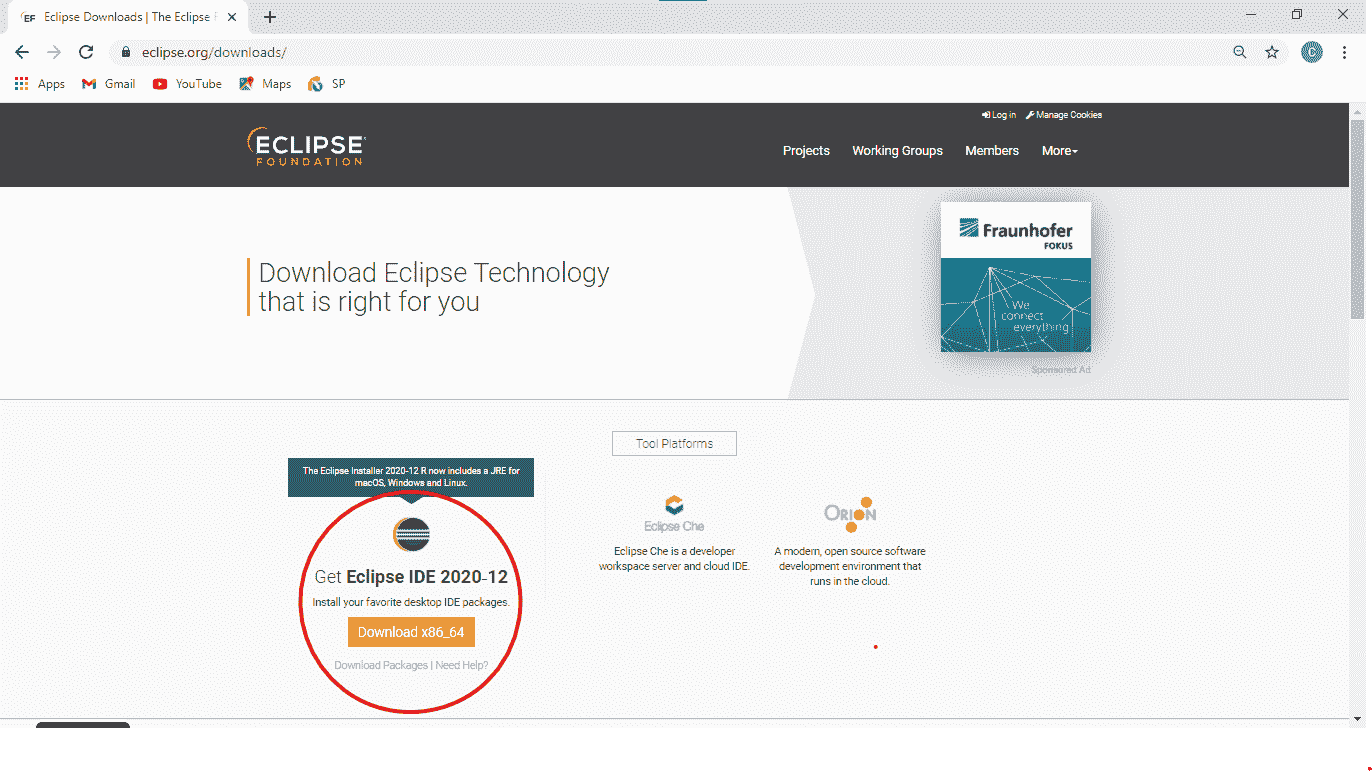 EF Eclipse Downloads | The Eclipse F
eclipse.org/downloads/
C
Apps Gmail YouTube Maps SP
Log in Manage Cookies
ECLIPSE
FOUNDATION
Projects Working Groups Members More
Fraunhofer
FOKUS
We
connect
everything
Sponsored Ad
Download Eclipse Technology
that is right for you
Tool Platforms
The Eclipse Installer 2020-12 R now includes a JRE for
macOS, Windows and Linux.
Get Eclipse IDE 2020-12
Install your favorite desktop IDE packages.
Download x86_64
Download Packages | Need Help?
Eclipse Che
Eclipse Che is a developer
workspace server and cloud IDE.
ORION
A modern, open source software
development environment that
runs in the cloud.